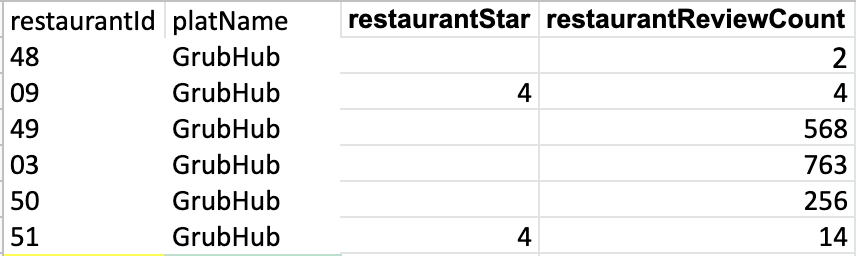 restaurantId platName restaurantStar restaurantReviewCount
48 GrubHub 2
09 GrubHub 4 4
49 GrubHub 568
03 GrubHub 763
50 GrubHub 256
51 GrubHub 4 14